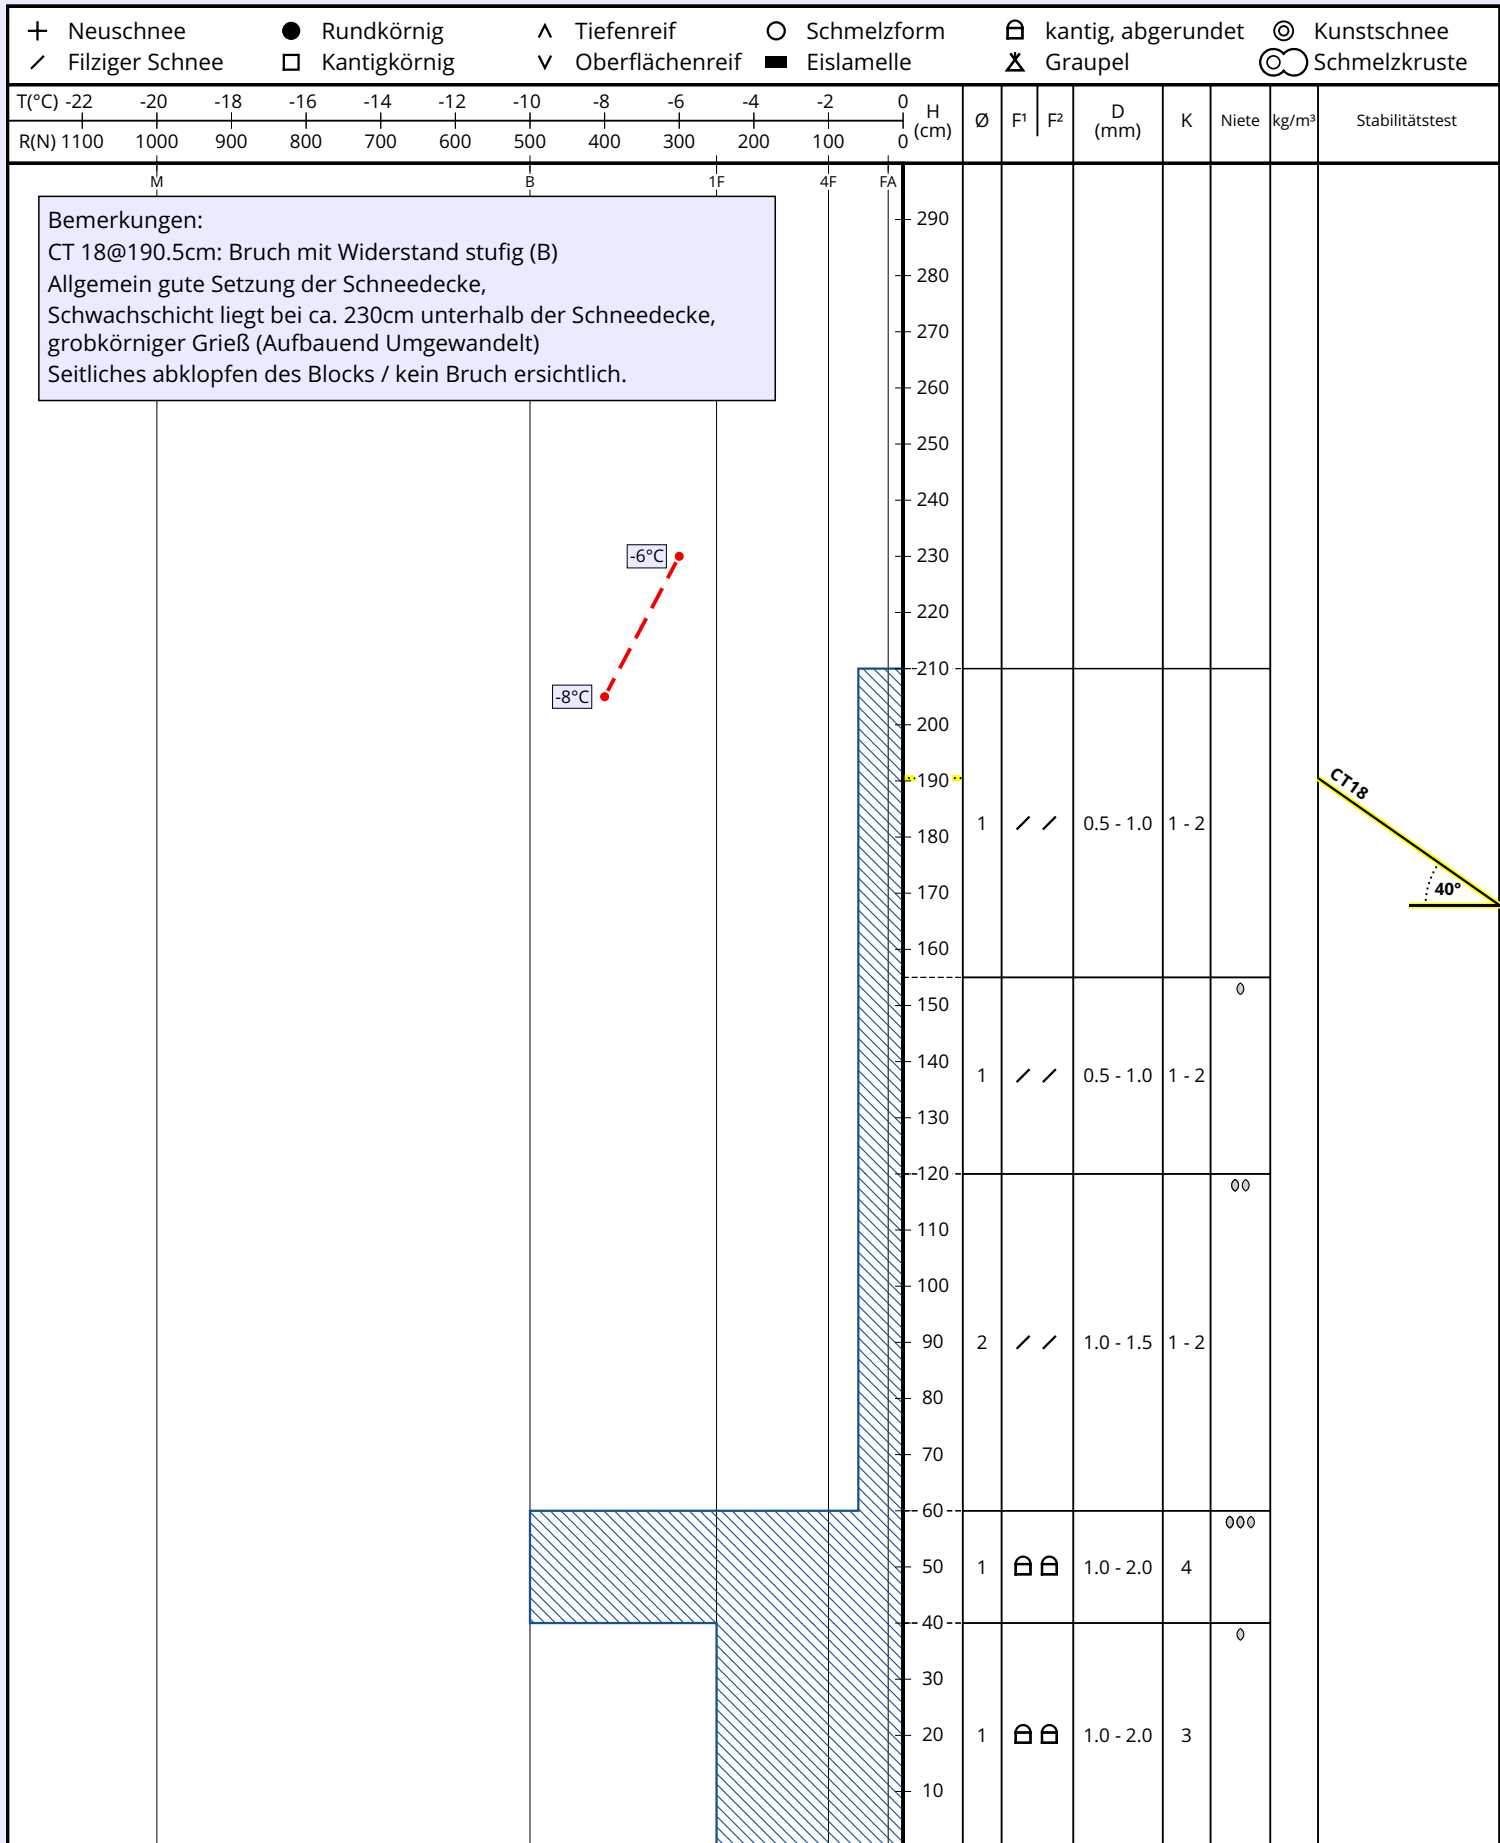 Neuschnee Rundkörnig Tiefenreif Schmelzform kantig, abgerundet Kunstschnee
Filziger Schnee Kantigkörnig Oberflächenreif Eislamelle Graupel Schmelzkruste
T(°C) -22 -20 -18 -16 -14 -12 -10 -8 -6 -4 -2 0
R(N) 1100 1000 900 800 700 600 500 400 300 200 100 0
H (cm) Ø F¹ F² D (mm) K Niete kg/m³ Stabilitätstest
M B 1F 4F FA
Bemerkungen:
CT 18@190.5cm: Bruch mit Widerstand stufig (B)
Allgemein gute Setzung der Schneedecke,
Schwachschicht liegt bei ca. 230cm unterhalb der Schneedecke,
grobkörniger Grieß (Aufbauend Umgewandelt)
Seitliches abklopfen des Blocks / kein Bruch ersichtlich.
290
280
270
260
250
240
-6°C 230
220
210
-8°C
200
190 CT18
1 0.5 - 1.0 1 - 2
180
170 40°
160
150
140
1 0.5 - 1.0 1 - 2
130
120
110
100
90 2 1.0 - 1.5 1 - 2
80
70
60
50 1 1.0 - 2.0 4
40
30
20 1 1.0 - 2.0 3
10